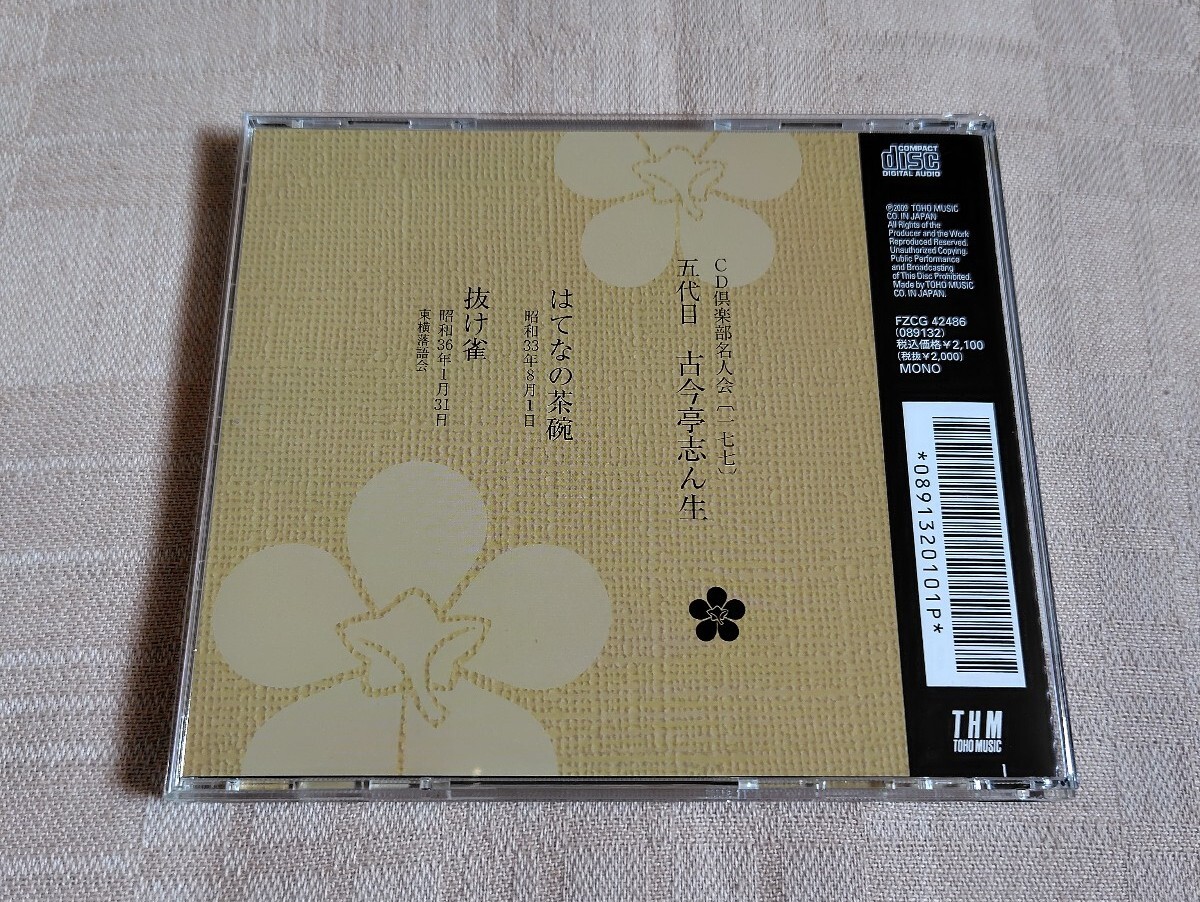 CD倶楽部名人会〔一七七〕
五代目 古今亭志ん生
はてなの茶碗
昭和33年8月1日
抜け雀
昭和36年1月31日
東横落語会
COMPACT
disc
DIGITAL AUDIO
℗2009 TOHO MUSIC
CO. IN JAPAN
All Rights of the
Producer and the Work
Reproduced Reserved.
Unauthorized Copying.
Public Performance
and Broadcasting
of This Disc Prohibited.
Made by TOHO MUSIC
CO. IN JAPAN.
FZCG 42486
(089132)
税込価格¥2,100
(税抜¥2,000)
MONO
*0891320101P*
THM
TOHO MUSIC
1